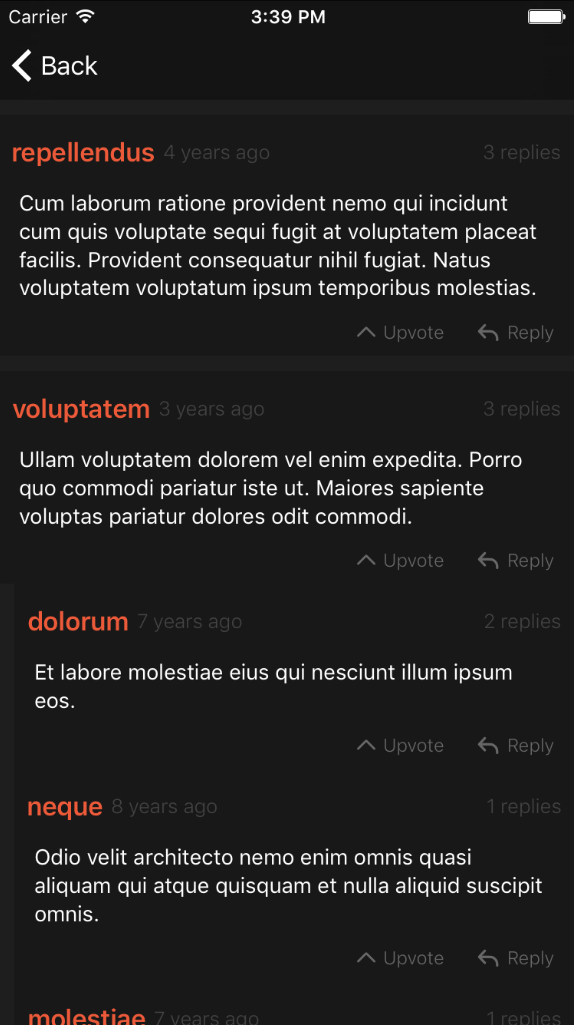 Carrier 3:39 PM
Back
repellendus 4 years ago 3 replies
Cum laborum ratione provident nemo qui incidunt
cum quis voluptate sequi fugit at voluptatem placeat
facilis. Provident consequatur nihil fugiat. Natus
voluptatem voluptatum ipsum temporibus molestias.
Upvote Reply
voluptatem 3 years ago 3 replies
Ullam voluptatem dolorem vel enim expedita. Porro
quo commodi pariatur iste ut. Maiores sapiente
voluptas pariatur dolores odit commodi.
Upvote Reply
dolorum 7 years ago 2 replies
Et labore molestiae eius qui nesciunt illum ipsum
eos.
Upvote Reply
neque 8 years ago 1 replies
Odio velit architecto nemo enim omnis quasi
aliquam qui atque quisquam et nulla aliquid suscipit
omnis.
Upvote Reply
molestiae 7 years ago 1 replies